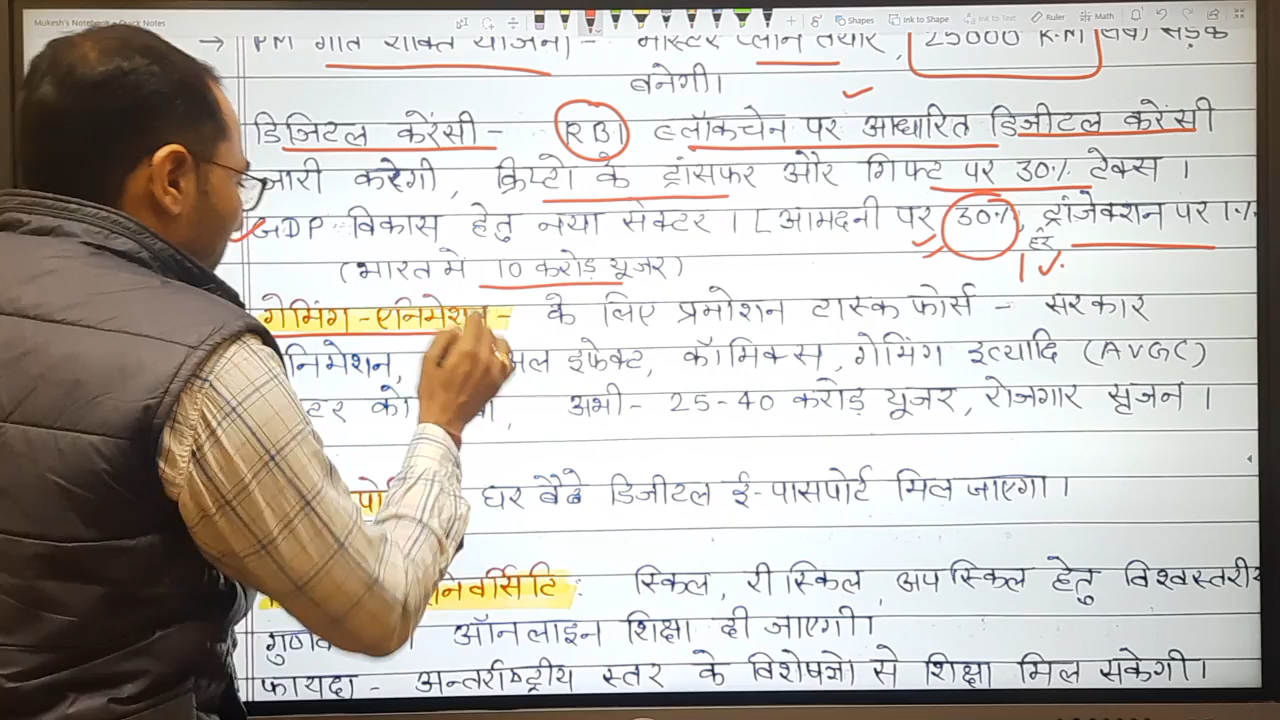 Mukesh's Notebook • Quick Notes
Shapes Ink to Shape Ink to Text Ruler Math
→ PM गति शक्ति योजना - मास्टर प्लान तैयार, 25000 K.M लंबी सड़क
बनेगी।
डिजिटल करेंसी - RBI ब्लॉकचेन पर आधारित डिजीटल करेंसी
जारी करेगी, क्रिप्टो के ट्रांसफर और गिफ्ट पर 30% टेक्स।
GDP विकास हेतु नया सेक्टर। [आमदनी पर 30%, ट्रांजेक्शन पर 1%
हर
1
(भारत में 10 करोड़ यूजर)
गेमिंग-एनिमेशन- के लिए प्रमोशन टास्क फोर्स - सरकार
निमेशन, अल इफेक्ट, कॉमिक्स, गेमिंग इत्यादि (AVGC)
टर को अभी- 25-40 करोड़ यूजर, रोजगार सृजन।
पो घर बैठे डिजीटल ई-पासपोर्ट मिल जाएगा।
निवर्सिटि : स्किल, री स्किल, अप स्किल हेतु विश्वस्तरीय
गुणव ऑनलाइन शिक्षा दी जाएगी।
फायदा - अन्तर्राष्ट्रीय स्तर के विशेषज्ञो से शिक्षा मिल सकेगी।